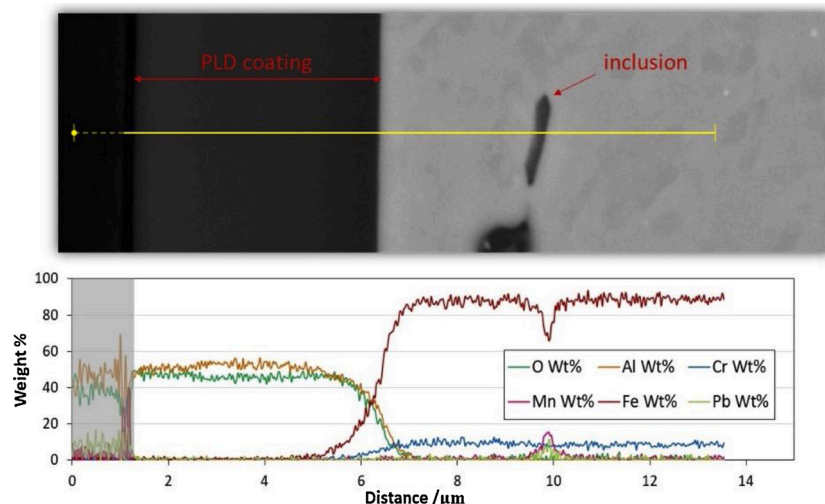 PLD coating
inclusion
100
80
60
40
20
0
Weight %
O Wt%
Al Wt%
Cr Wt%
Mn Wt%
Fe Wt%
Pb Wt%
0 2 4 6 8 10 12 14
Distance /μm